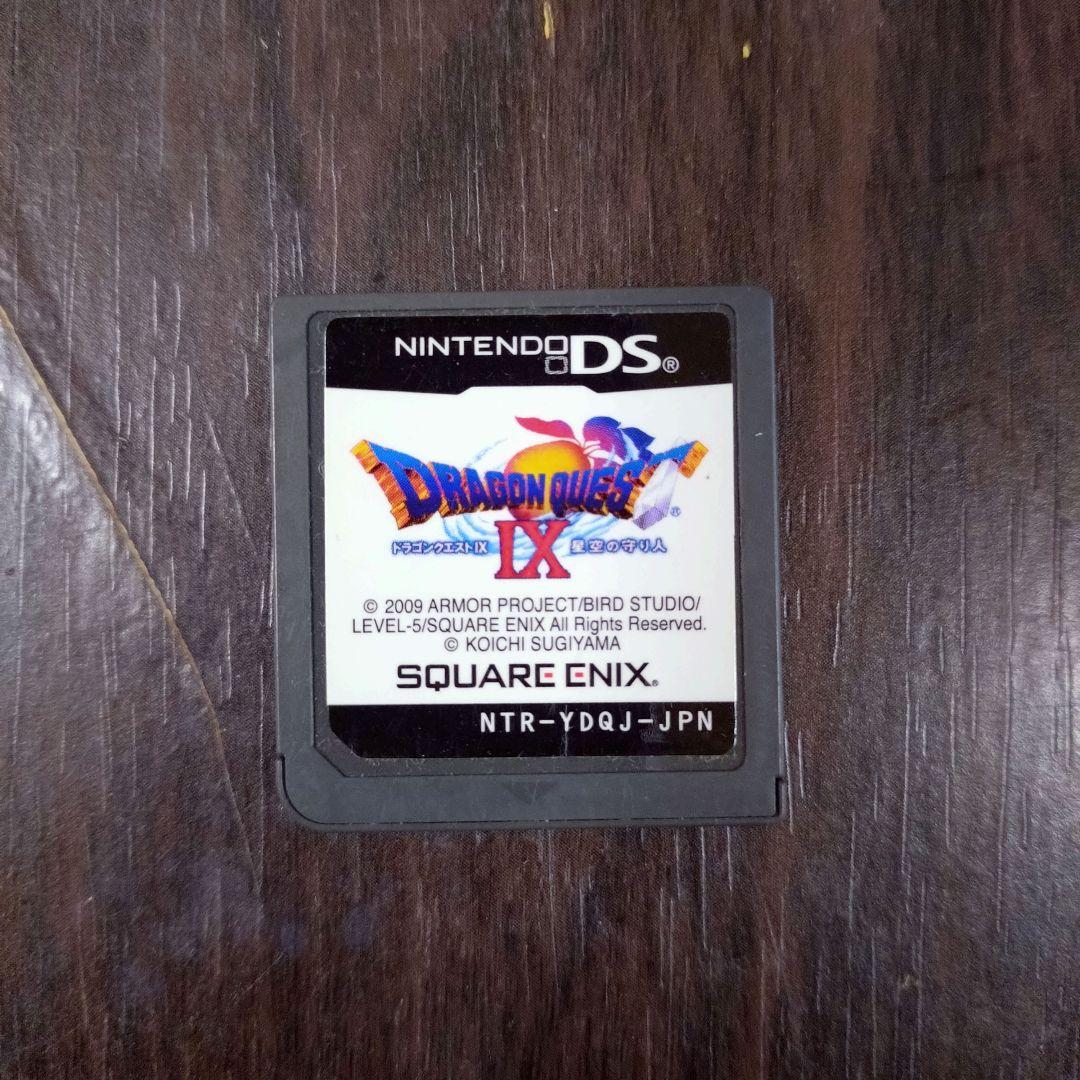 NINTENDO DS®
DRAGON QUEST®
ドラゴンクエストIX IX 星空の守り人
© 2009 ARMOR PROJECT/BIRD STUDIO/
LEVEL-5/SQUARE ENIX All Rights Reserved.
© KOICHI SUGIYAMA
SQUARE ENIX®
NTR-YDQJ-JPN